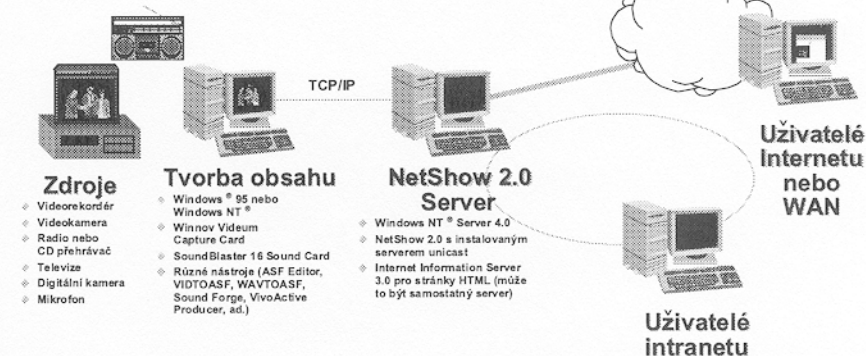 TCP/IP
Zdroje
Videorekordér
Videokamera
Radio nebo
CD přehrávač
Televize
Digitální kamera
Mikrofon
Tvorba obsahu
Windows ® 95 nebo
Windows NT ®
Winnov Videum
Capture Card
SoundBlaster 16 Sound Card
Různé nástroje (ASF Editor,
VIDTOASF, WAVTOASF,
Sound Forge, VivoActive
Producer, ad.)
NetShow 2.0
Server
Windows NT ® Server 4.0
NetShow 2.0 s instalovaným
serverem unicast
Internet Information Server
3.0 pro stránky HTML (může
to být samostatný server)
Uživatelé
Internetu
nebo
WAN
Uživatelé
intranetu